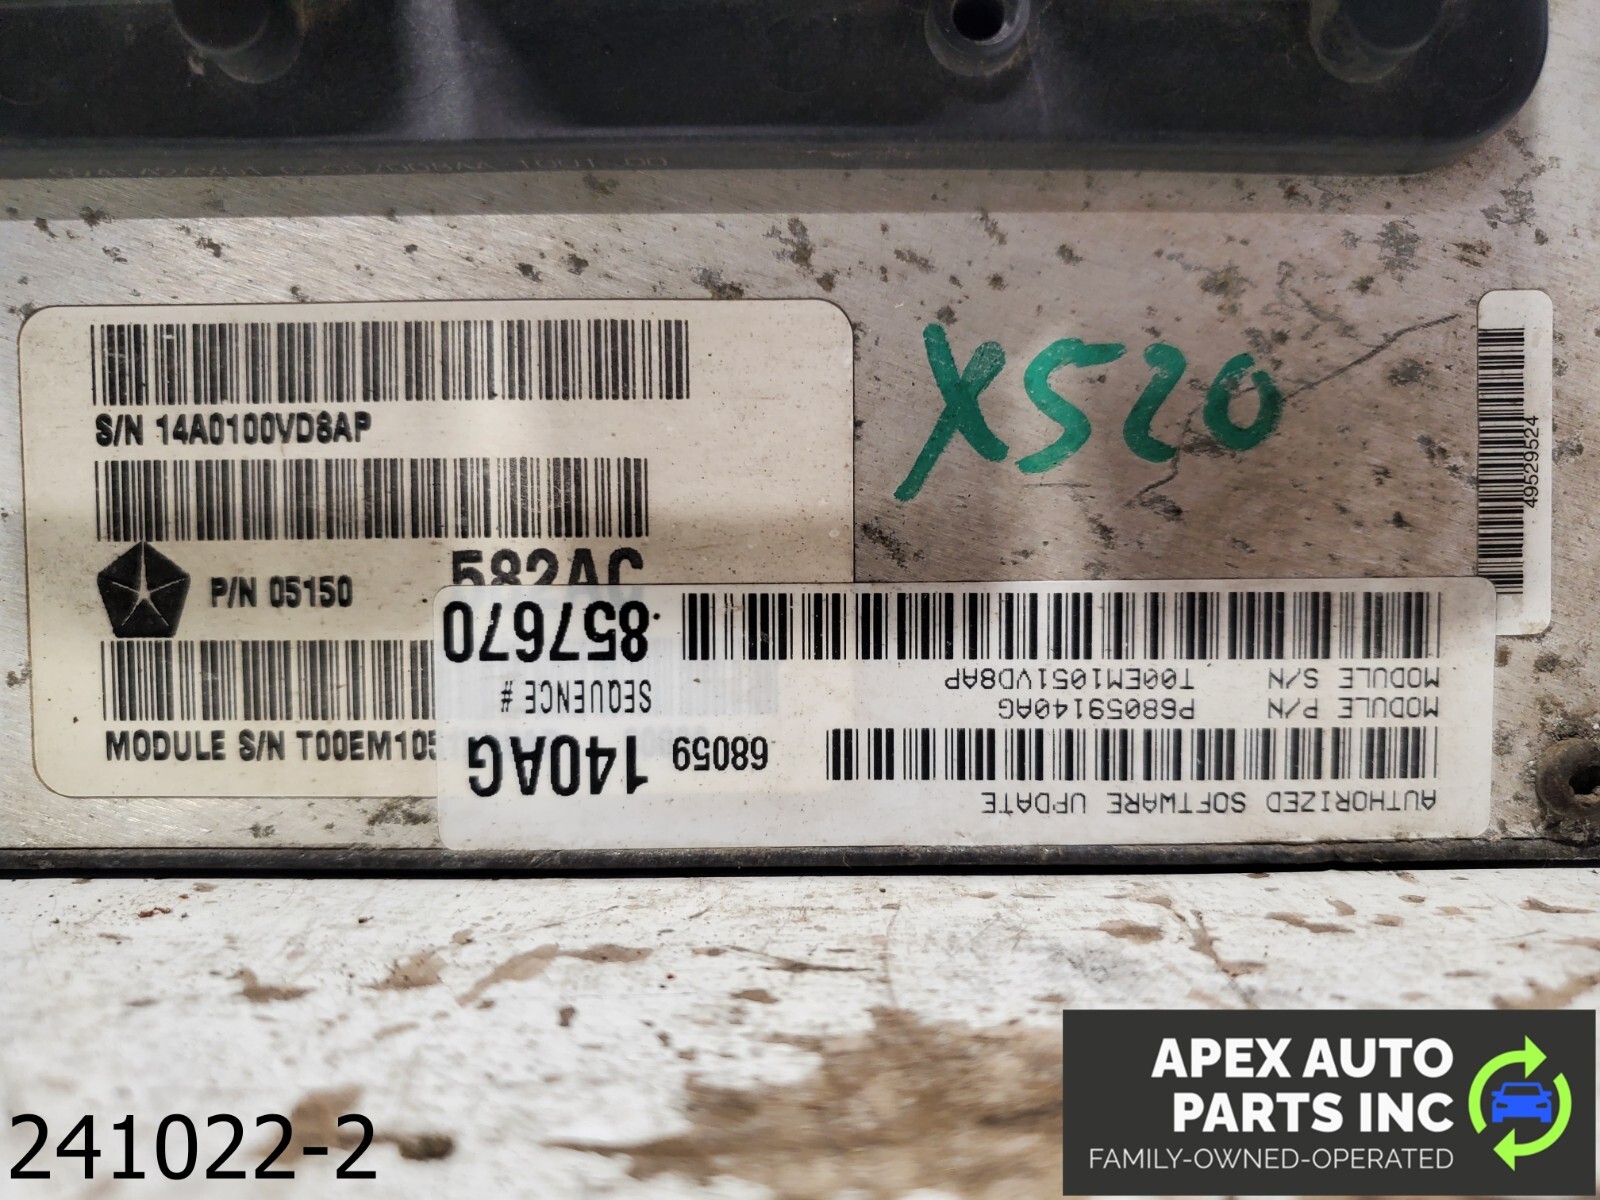 S/N 14A0100VD8AP
P/N 05150 582AC
MODULE S/N T00EM105
X520
49529524
AUTHORIZED SOFTWARE UPDATE
68059 140AG
MODULE P/N P68059140AG
MODULE S/N T00EM1051VD8AP
SEQUENCE #
857670
241022-2
APEX AUTO
PARTS INC
FAMILY-OWNED-OPERATED